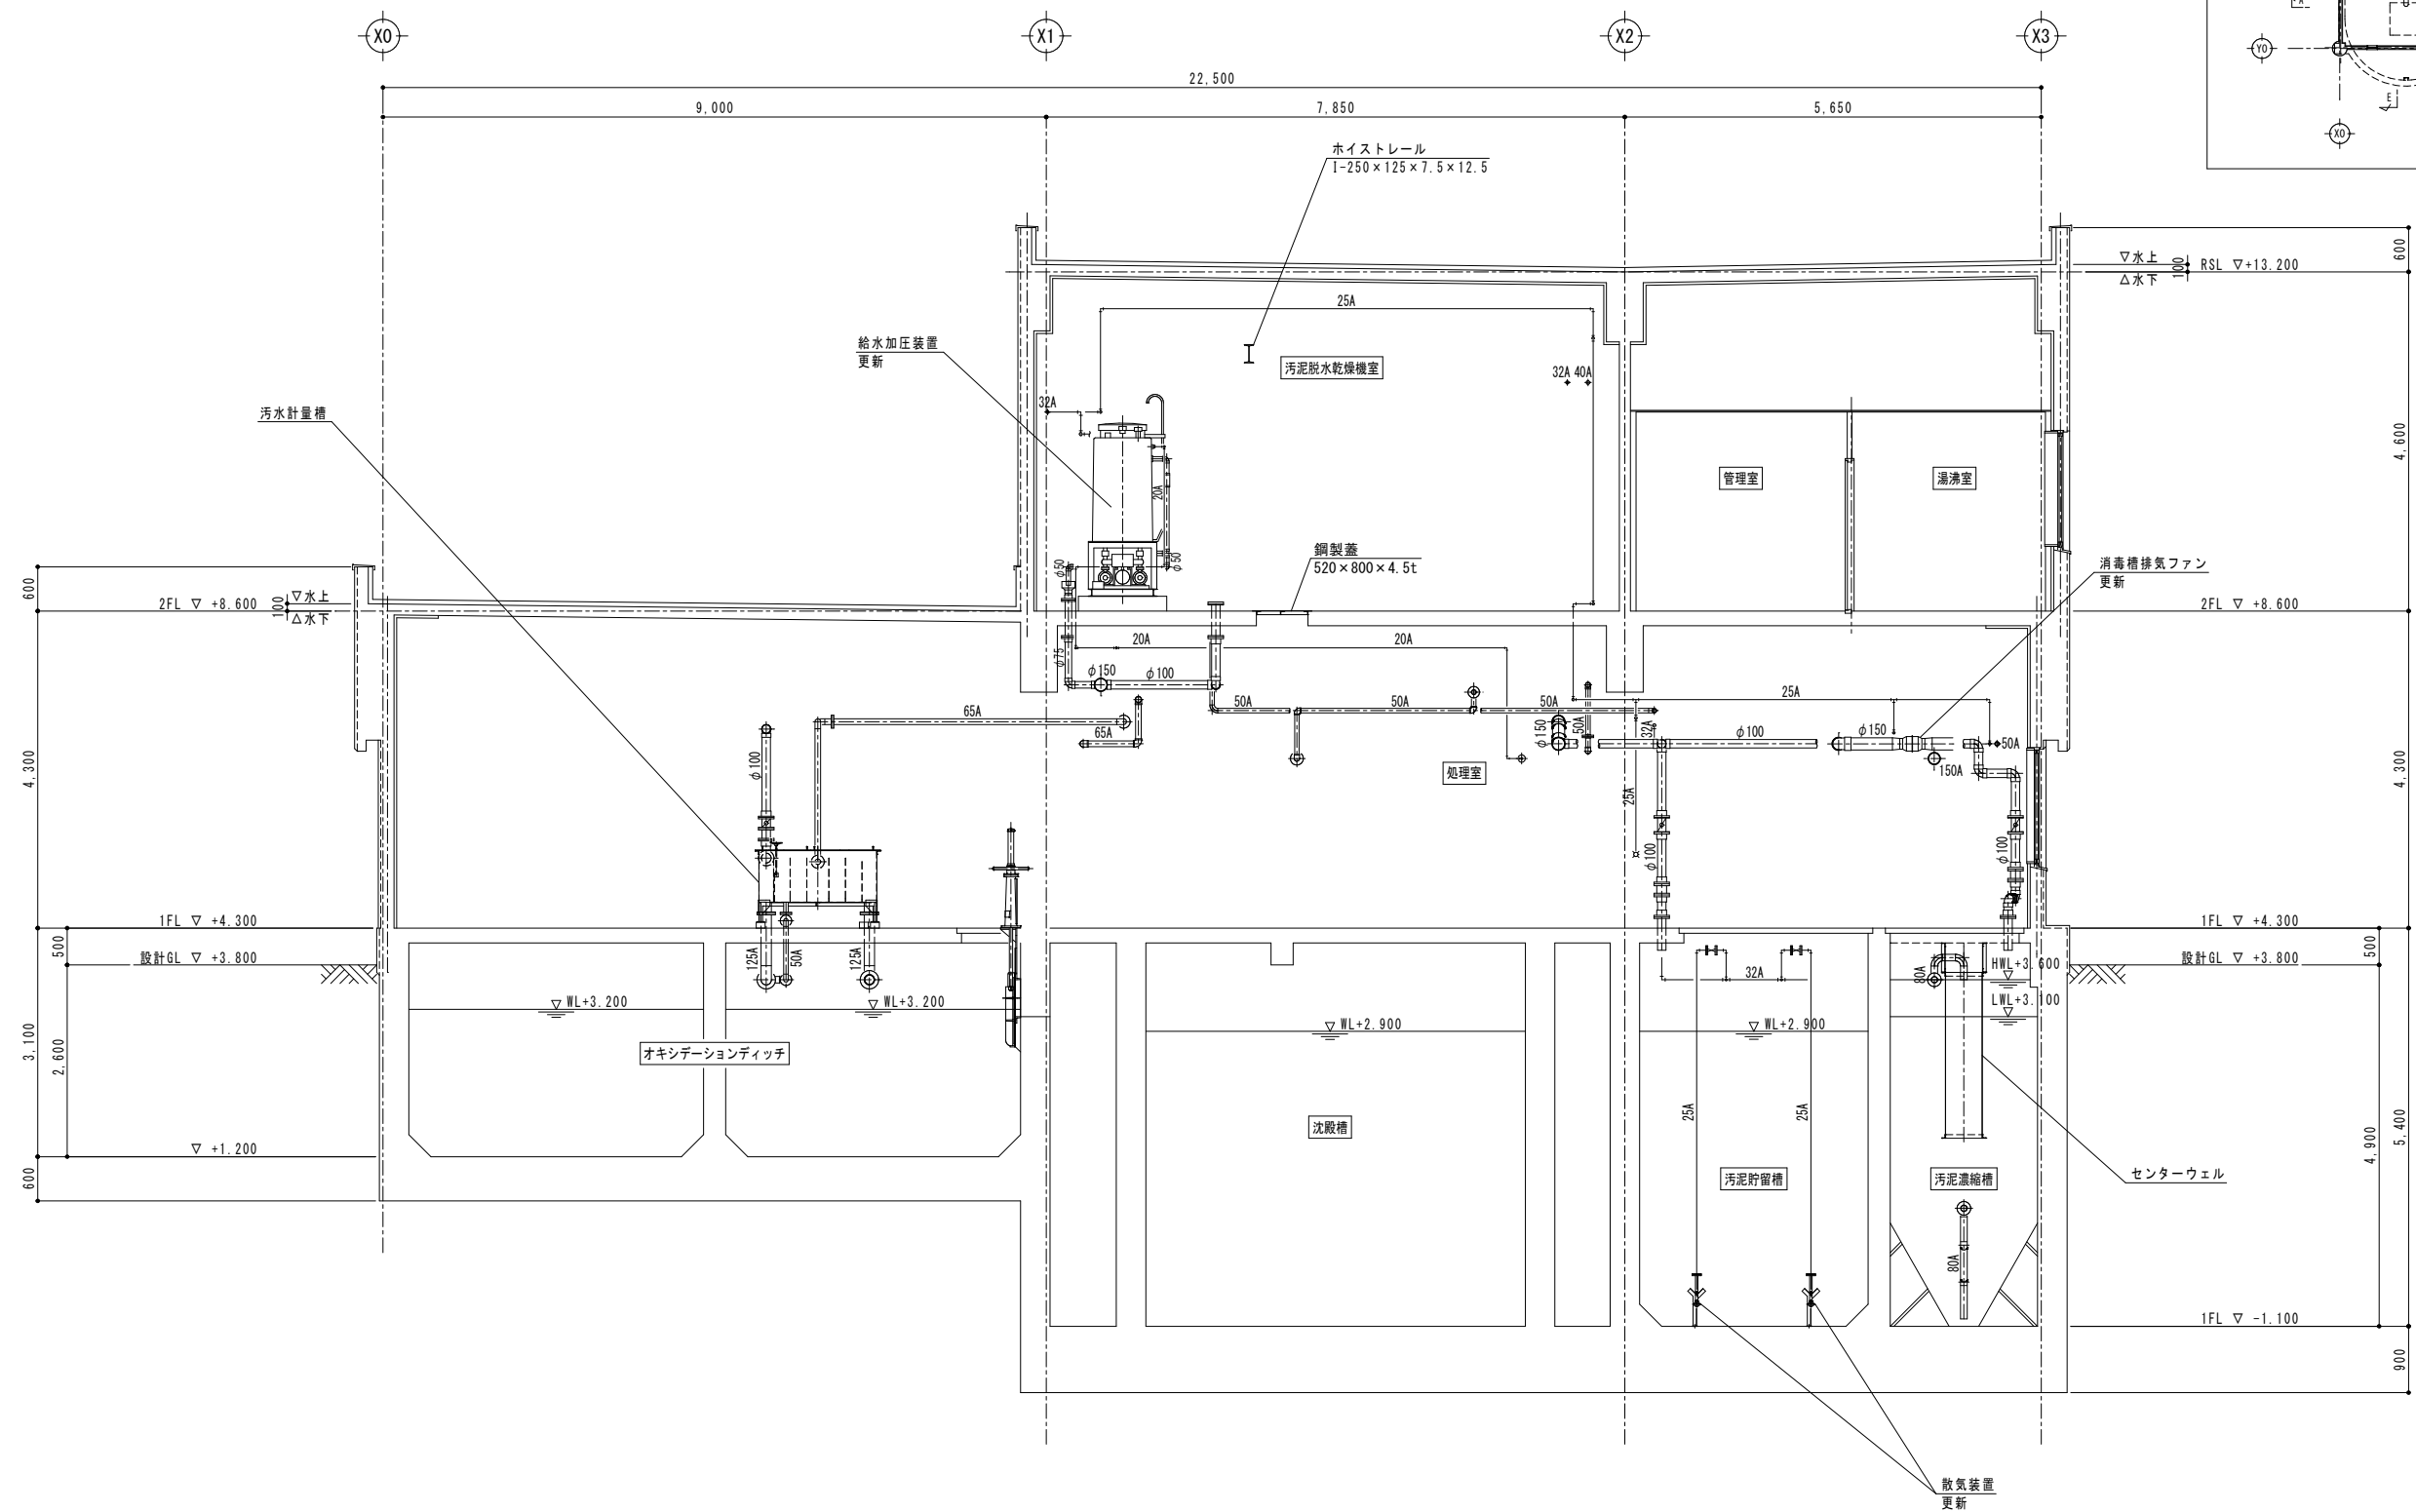 X0
X1
X2
X3
A
Y0
E
X0
22,500
9,000
7,850
5,650
ホイストレール
I-250×125×7.5×12.5
▽水上
△水下
100
RSL ▽+13.200
600
25A
給水加圧装置
更新
汚泥脱水乾燥機室
32A
40A
32A
汚水計量槽
4,600
管理室
湯沸室
20A
鋼製蓋
520×800×4.5t
φ50
φ50
消毒槽排気ファン
更新
600
2FL ▽ +8.600
100
▽水上
△水下
2FL ▽ +8.600
20A
20A
φ75
φ150
φ100
25A
65A
50A
50A
50A
65A
φ150
50A
32A
φ100
φ150
50A
150A
φ100
処理室
4,300
4,300
25A
φ100
φ100
1FL ▽ +4.300
1FL ▽ +4.300
500
設計GL ▽ +3.800
500
設計GL ▽ +3.800
125A
50A
125A
32A
80A
HWL+3.600
LWL+3.100
▽ WL+3.200
▽ WL+3.200
▽ WL+2.900
▽ WL+2.900
3,100
2,600
オキシデーションディッチ
沈殿槽
25A
25A
4,900
5,400
▽ +1.200
600
汚泥貯留槽
汚泥濃縮槽
センターウェル
80A
1FL ▽ -1.100
900
散気装置
更新